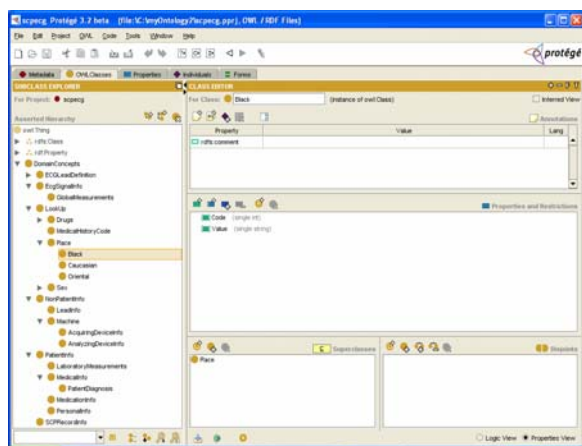 scpecg Protégé 3.2 beta (file:\C:\myOntology2\scpecg.pprj, OWL / RDF Files)
File Edit Project OWL Code Tools Window Help
protégé
Metadata OWLClasses Properties Individuals Forms
SUBCLASS EXPLORER CLASS EDITOR
For Project: scpecg For Class: Black (instance of owl:Class) Inferred View
Asserted Hierarchy Annotations
Property Value Lang
rdfs:comment
owl:Thing
rdfs:Class
rdf:Property
DomainConcepts
ECGLeadDefinition
EcgSignalInfo
GlobalMeasurements
LookUp
Drugs
MedicalHistoryCode
Race
Black
Caucasian
Oriental
Sex
NonPatientInfo
LeadInfo
Machine
AcquiringDeviceInfo
AnalyzingDeviceInfo
PatientInfo
LaboratoryMeasurements
MedicalInfo
PatientDiagnosis
MedicationInfo
PersonalInfo
SCPRecordInfo
Properties and Restrictions
Code (single int)
Value (single string)
Superclasses
Race
Disjoints
Logic View Properties View